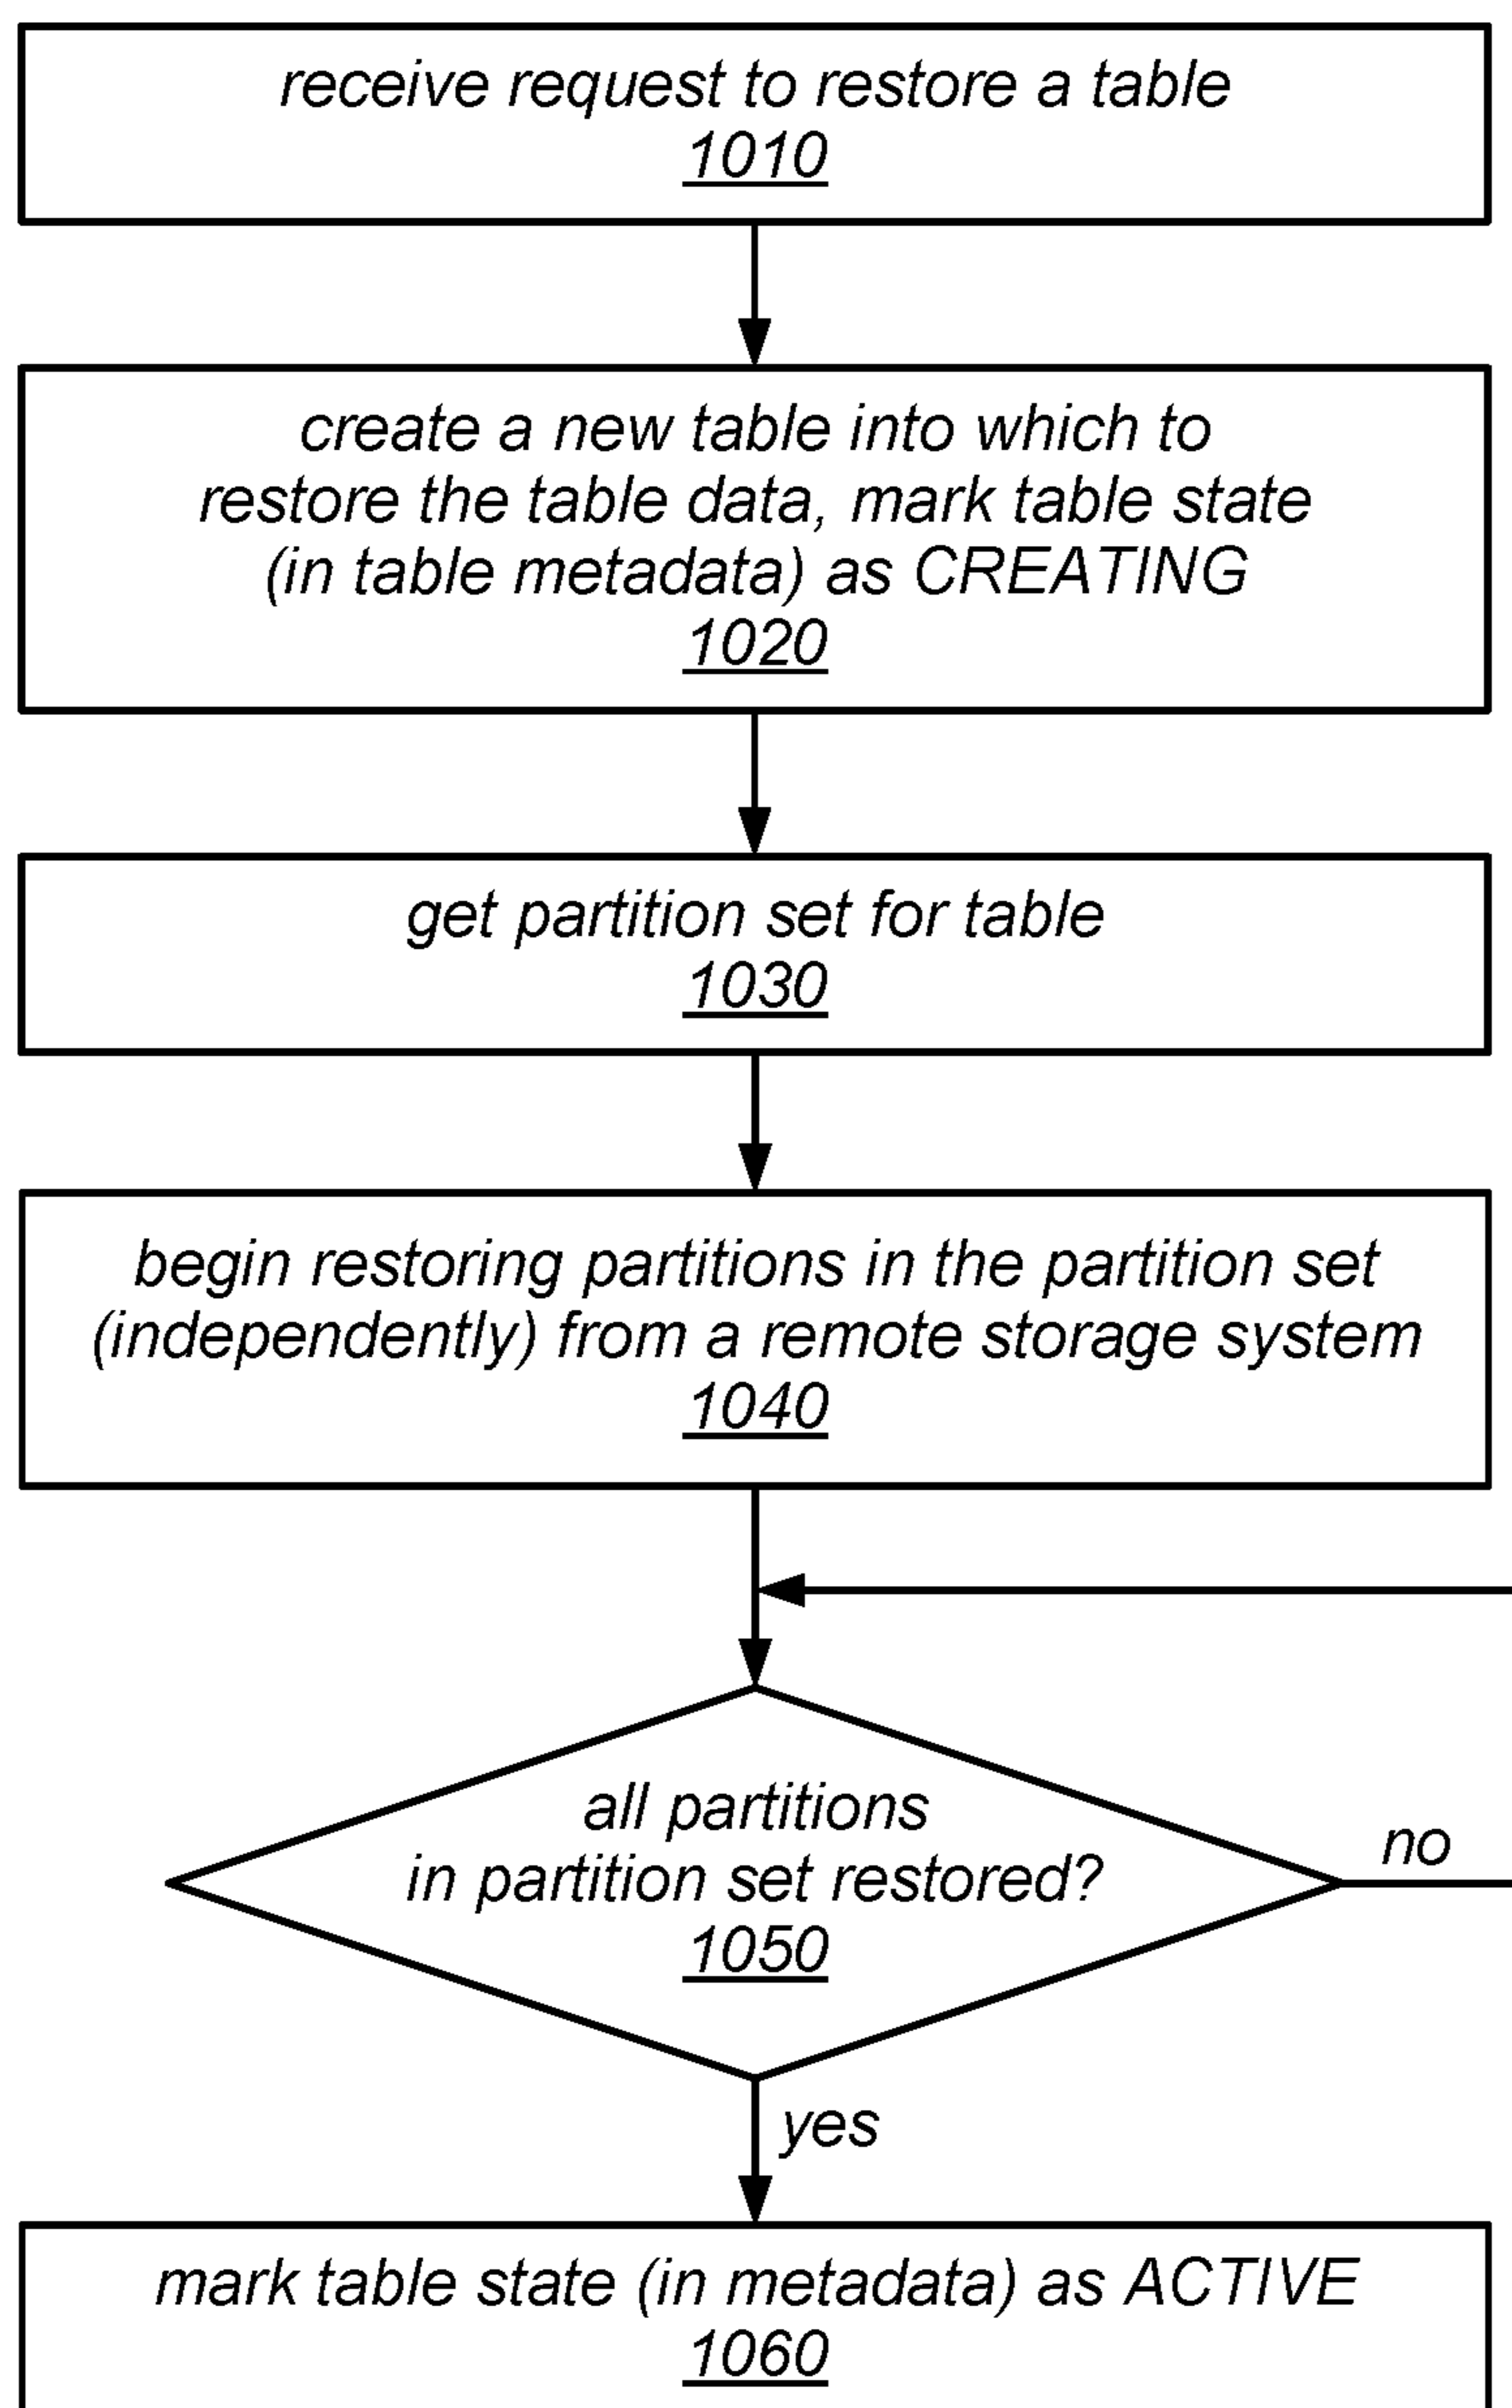 receive request to restore a table
1010
create a new table into which to
restore the table data, mark table state
(in table metadata) as CREATING
1020
get partition set for table
1030
begin restoring partitions in the partition set
(independently) from a remote storage system
1040
all partitions
in partition set restored?
1050
no
yes
mark table state (in metadata) as ACTIVE
1060